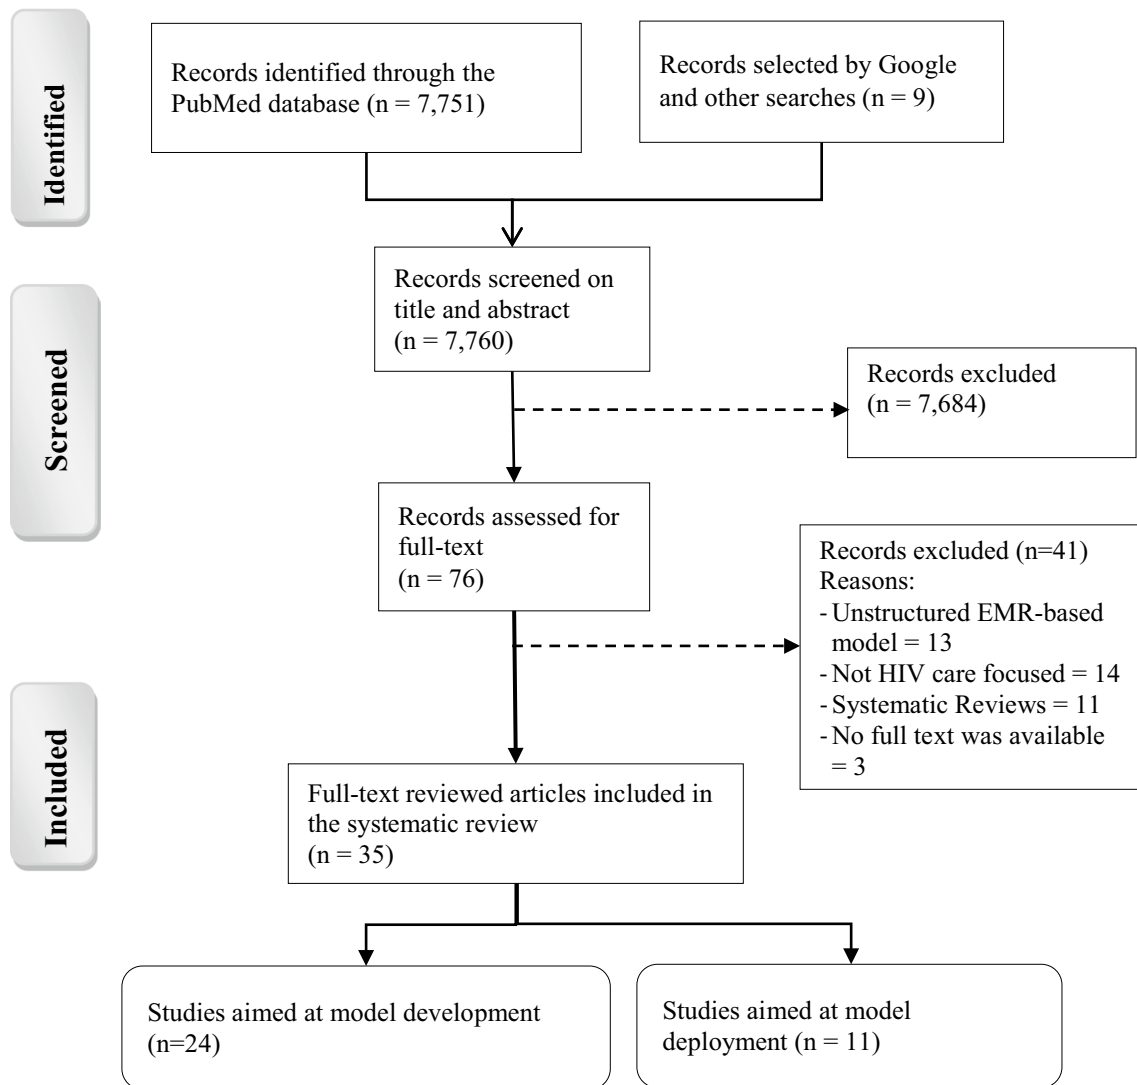 Identified
Records identified through the
PubMed database (n = 7,751)
Records selected by Google
and other searches (n = 9)
Screened
Records screened on
title and abstract
(n = 7,760)
Records excluded
(n = 7,684)
Records assessed for
full-text
(n = 76)
Records excluded (n=41)
Reasons:
- Unstructured EMR-based
model = 13
- Not HIV care focused = 14
- Systematic Reviews = 11
- No full text was available
= 3
Included
Full-text reviewed articles included in
the systematic review
(n = 35)
Studies aimed at model development
(n=24)
Studies aimed at model
deployment (n = 11)